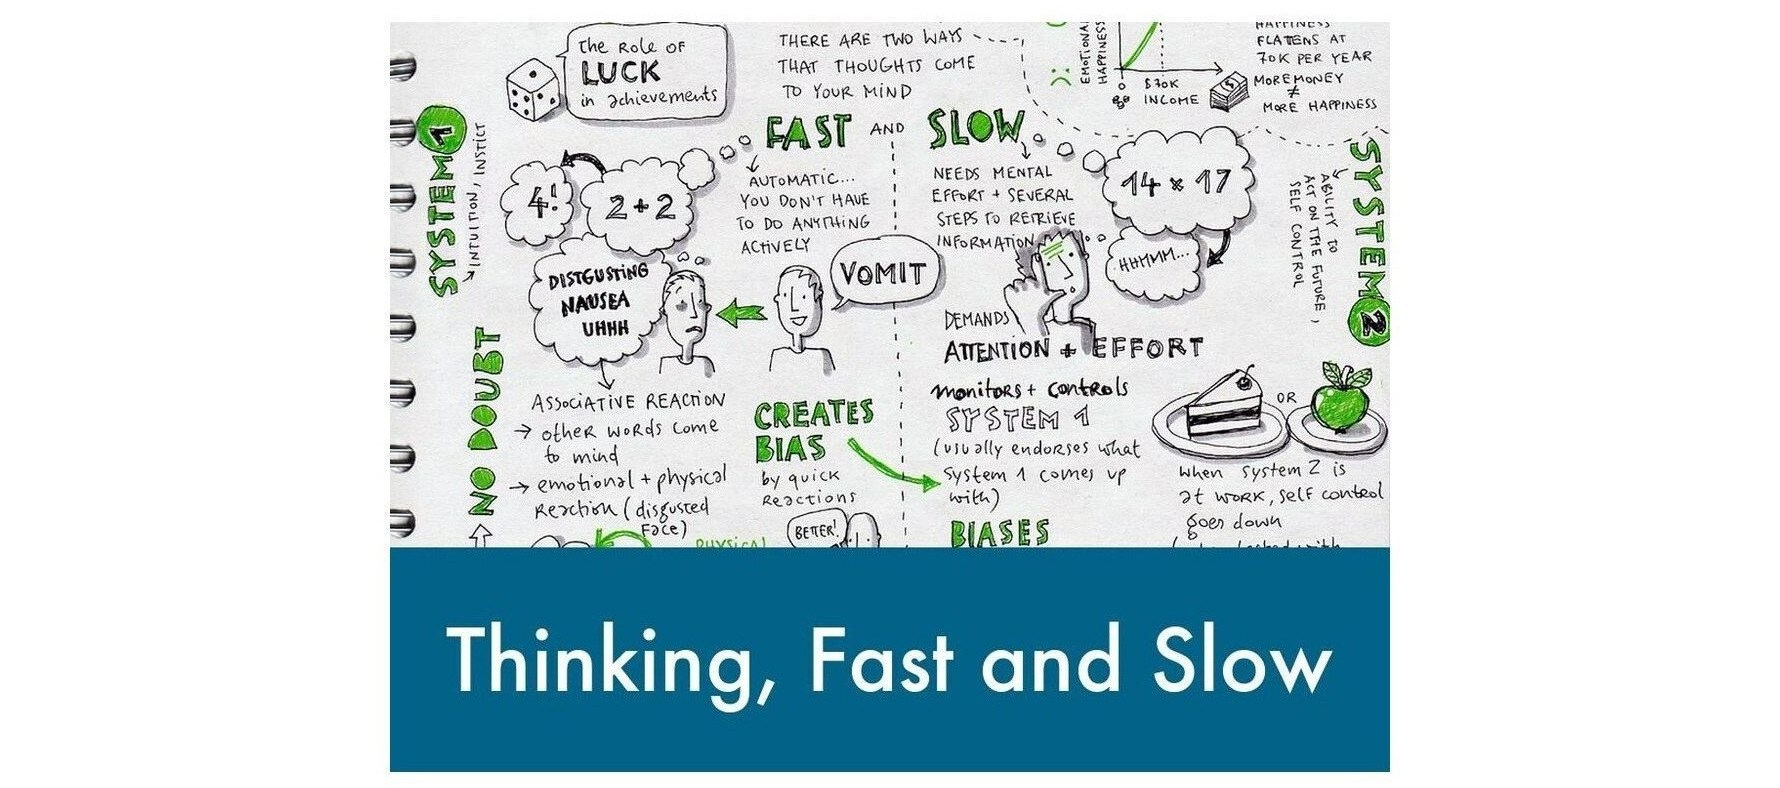 the Role of
LUCK
in achievements
THERE ARE TWO WAYS
THAT THOUGHTS COME
TO YOUR MIND
FAST AND SLOW
EMOTIONAL
HAPPINESS
0
$70K
INCOME
HAPPINESS
FLATTENS AT
70K PER YEAR
MORE MONEY
≠
MORE HAPPINESS
SYSTEM 1
INTUITION, INSTICT
4!
2+2
AUTOMATIC...
YOU DON'T HAVE
TO DO ANYTHING
ACTIVELY
DISTGUSTING
NAUSEA
UHHH
VOMIT
NO DOUBT
ASSOCIATIVE REACTION
→ other words come
to mind
→ emotional + physical
Reaction (disgusted
face)
CREATES
BIAS
by quick
Reactions
BETTER!
PHYSICAL
NEEDS MENTAL
EFFORT + SEVERAL
STEPS TO RETRIEVE
INFORMATION
14 × 17
HHMMM...
DEMANDS
ATTENTION + EFFORT
monitors + controls
SYSTEM 1
(usually endorses what
system 1 comes up
with)
BIASES
SYSTEM 2
ABILITY TO
ACT ON THE FUTURE,
SELF CONTROL
OR
when system 2 is
at work, self control
goes down
Thinking, Fast and Slow